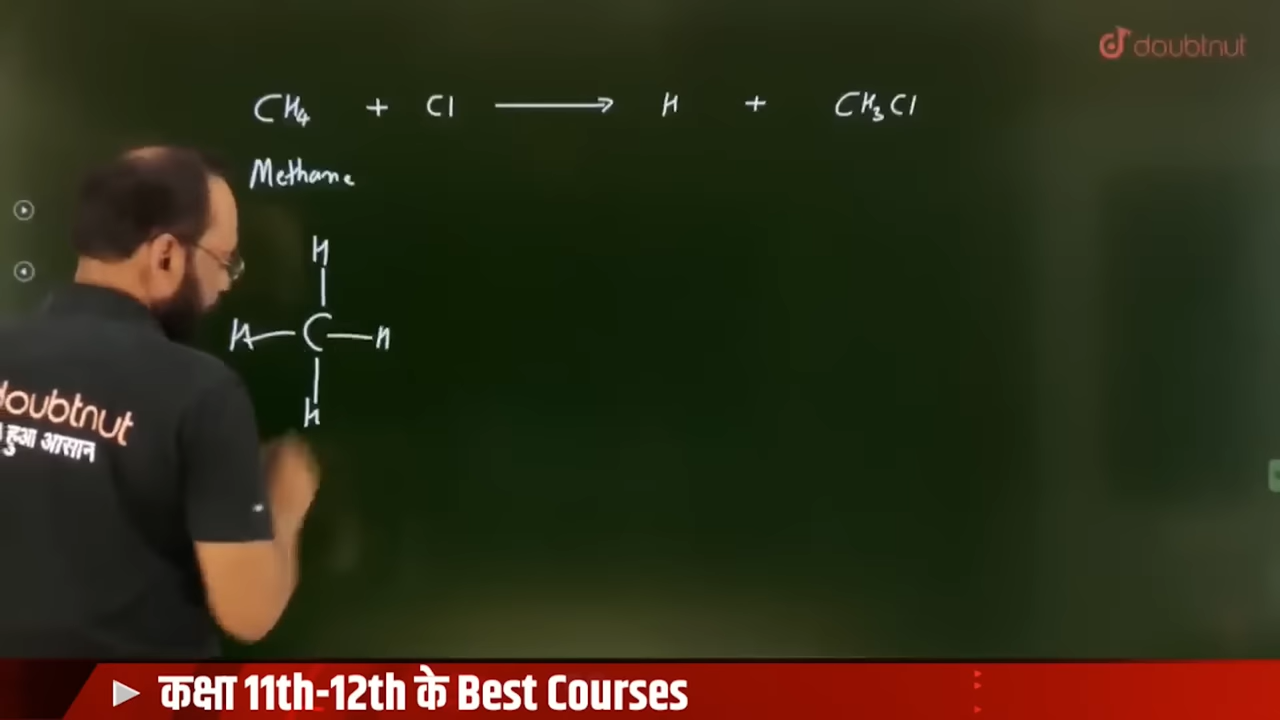 doubtnut
CH₄ + Cl ⟶ H + CH₃Cl
Methane
H
H—C—H
H
doubtnut
हुआ आसान
कक्षा 11th-12th के Best Courses